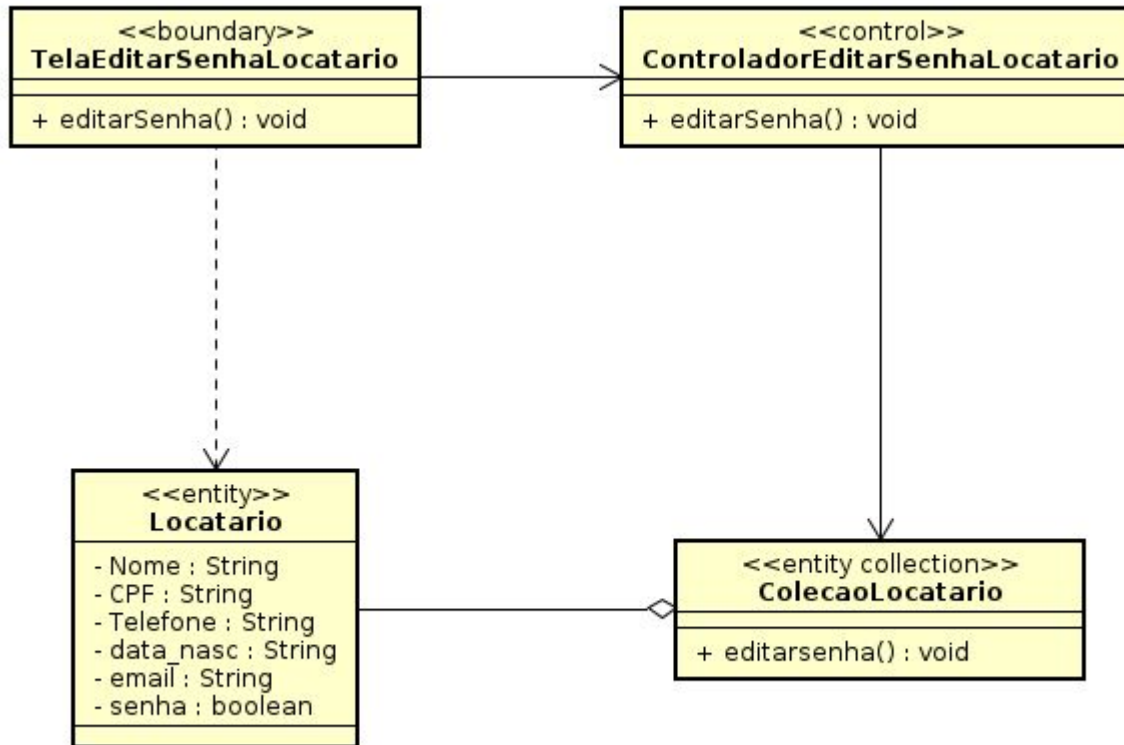 <<boundary>>
TelaEditarSenhaLocatario
+ editarSenha() : void
<<control>>
ControladorEditarSenhaLocatario
+ editarSenha() : void
<<entity>>
Locatario
- Nome : String
- CPF : String
- Telefone : String
- data_nasc : String
- email : String
- senha : boolean
<<entity collection>>
ColecaoLocatario
+ editarsenha() : void